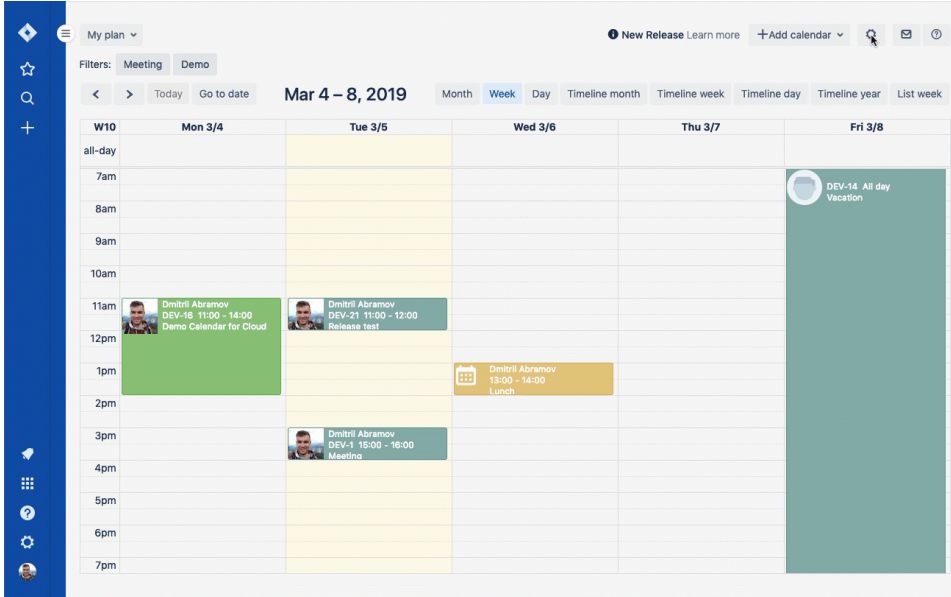 My plan
New Release Learn more
+Add calendar
Filters: Meeting Demo
Today Go to date
Mar 4 – 8, 2019
Month Week Day Timeline month Timeline week Timeline day Timeline year List week
W10 Mon 3/4 Tue 3/5 Wed 3/6 Thu 3/7 Fri 3/8
all-day
7am
DEV-14 All day
Vacation
8am
9am
10am
11am
Dmitrii Abramov
DEV-16 11:00 - 14:00
Demo Calendar for Cloud
Dmitrii Abramov
DEV-21 11:00 - 12:00
Release test
12pm
1pm
Dmitrii Abramov
13:00 - 14:00
Lunch
2pm
3pm
Dmitrii Abramov
DEV-1 15:00 - 16:00
Meeting
4pm
5pm
6pm
7pm